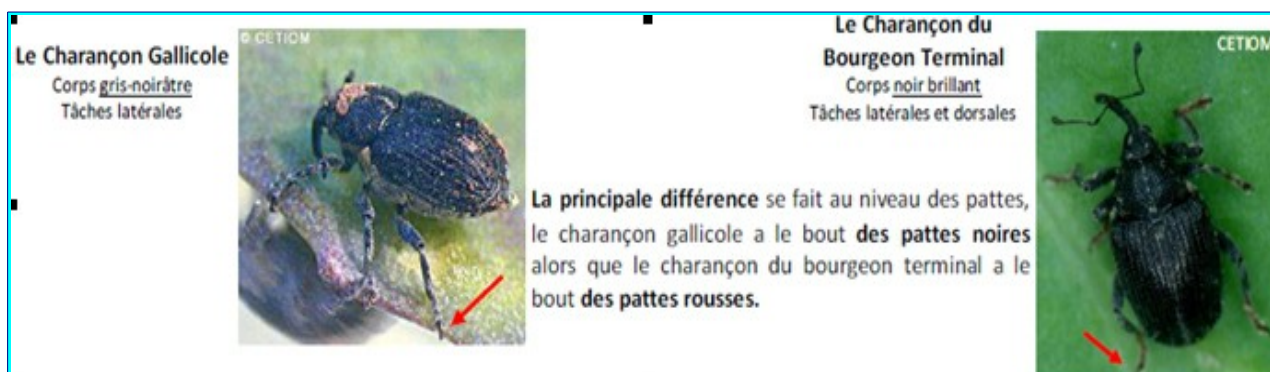 © CETIOM
Le Charançon Gallicole
Corps gris-noirâtre
Tâches latérales
Le Charançon du
Bourgeon Terminal
Corps noir brillant
Tâches latérales et dorsales
CETIOM
La principale différence se fait au niveau des pattes,
le charançon gallicole a le bout des pattes noires
alors que le charançon du bourgeon terminal a le
bout des pattes rousses.